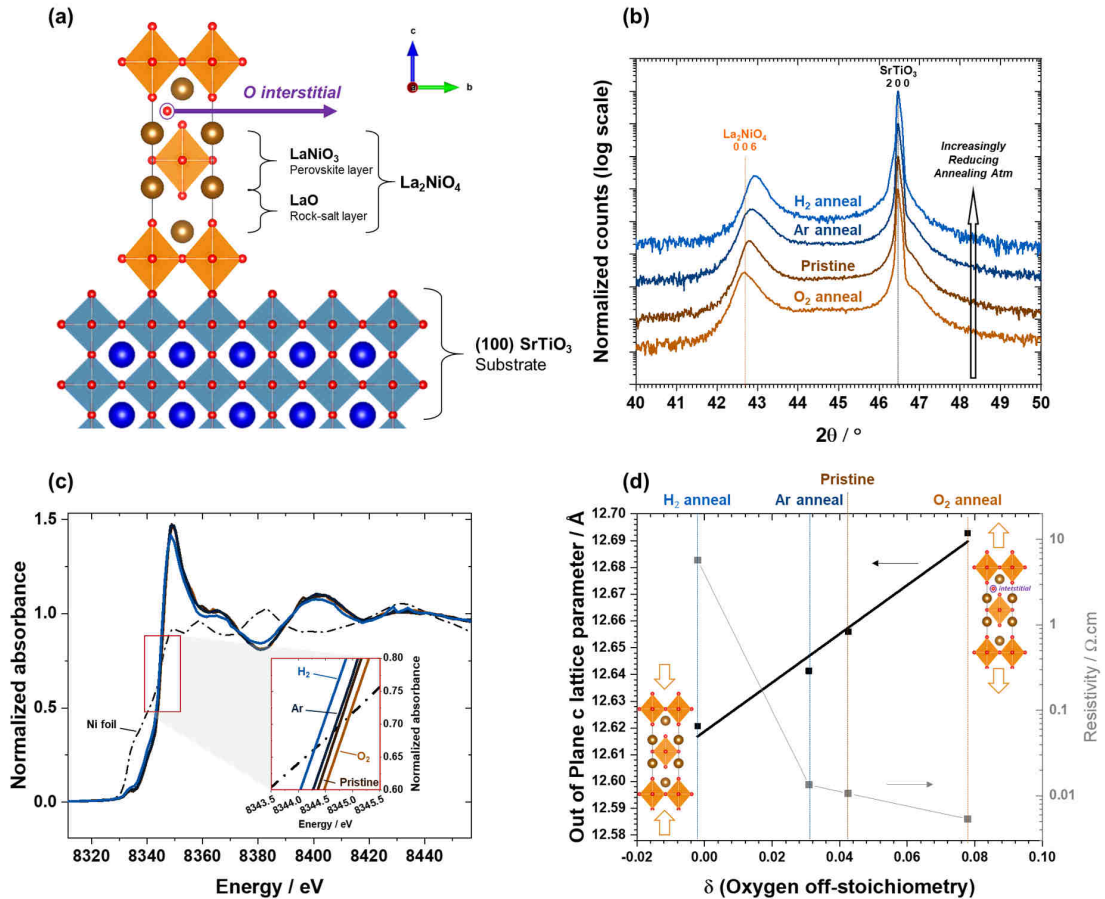 (a)
c
b
a
O interstitial
LaNiO3
Perovskite layer
LaO
Rock-salt layer
La2NiO4
(100) SrTiO3
Substrate
(b)
Normalized counts (log scale)
SrTiO3
2 0 0
La2NiO4
0 0 6
Increasingly
Reducing
Annealing Atm
H2 anneal
Ar anneal
Pristine
O2 anneal
40 41 42 43 44 45 46 47 48 49 50
2θ / °
(c)
Normalized absorbance
1.5
1.0
0.5
0.0
Ni foil
H2
Ar
O2
Pristine
0.80
0.75
0.70
0.65
0.60
Normalized absorbance
8343.5 8344.0 8344.5 8345.0 8345.5
Energy / eV
8320 8340 8360 8380 8400 8420 8440
Energy / eV
(d)
Pristine
H2 anneal Ar anneal O2 anneal
Out of Plane c lattice parameter / Å
12.70
12.69
12.68
12.66
12.65
12.64
12.63
12.62
12.60
12.59
12.58
interstitial
10
1
0.1
0.01
Resistivity / Ω.cm
-0.02 0.00 0.02 0.04 0.06 0.08 0.10
δ (Oxygen off-stoichiometry)